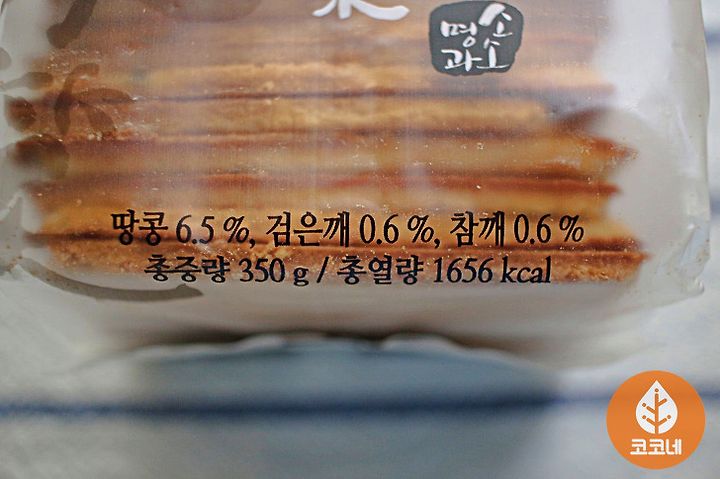 명소
과소
땅콩 6.5 %, 검은깨 0.6 %, 참깨 0.6 %
총중량 350 g / 총열량 1656 kcal
코코네